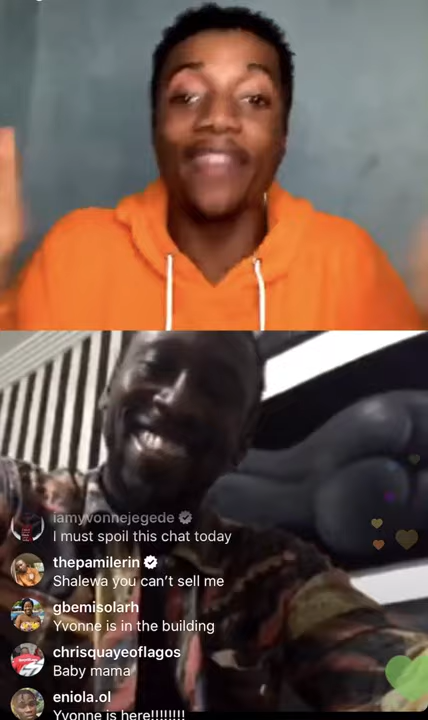 iamyvonnejegede
I must spoil this chat today
thepamilerin
Shalewa you can't sell me
gbemisolarh
Yvonne is in the building
chrisquayeoflagos
Baby mama
eniola.ol
Yvonne is here!!!!!!!!